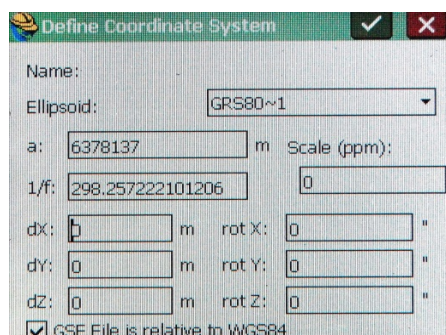 Define Coordinate System
Name:
Ellipsoid: GRS80~1
a: 6378137 m Scale (ppm):
1/f: 298.257222101206 0
dX: 0 m rot X: 0 "
dY: 0 m rot Y: 0 "
dZ: 0 m rot Z: 0 "
GSF File is relative to WGS84